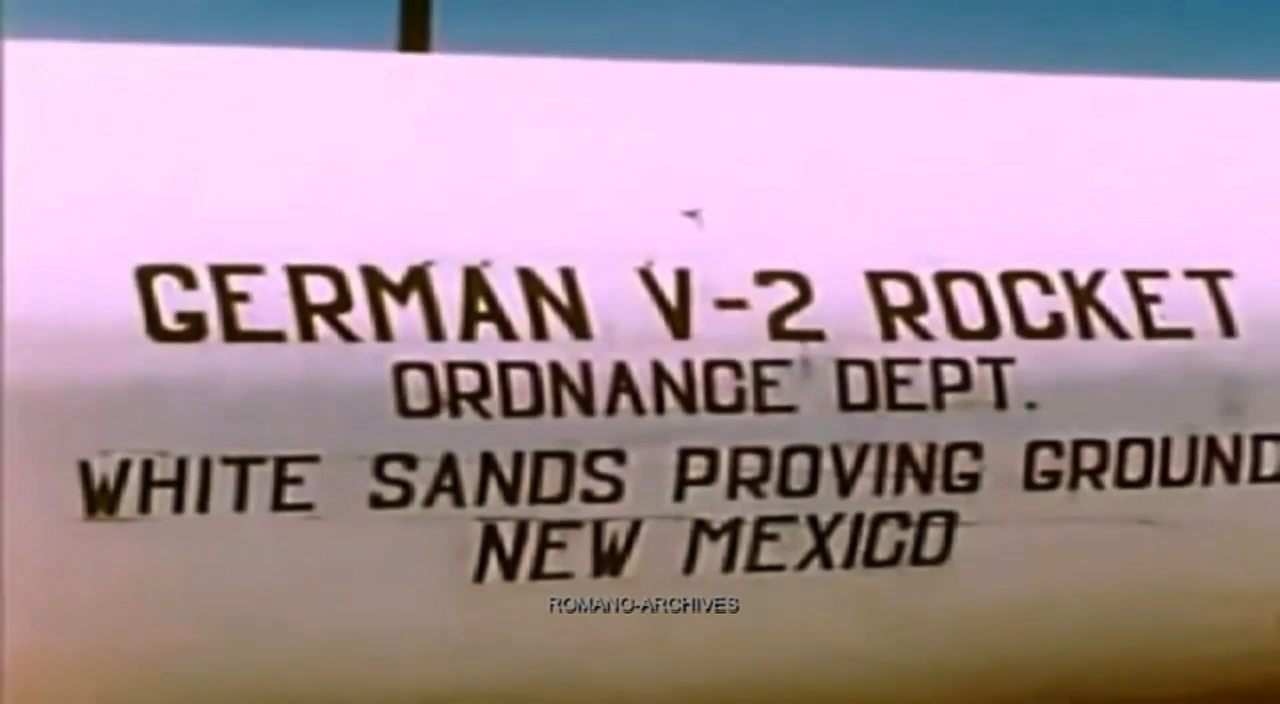 GERMAN V-2 ROCKET
ORDNANCE DEPT.
WHITE SANDS PROVING GROUND
NEW MEXICO
ROMANO-ARCHIVES